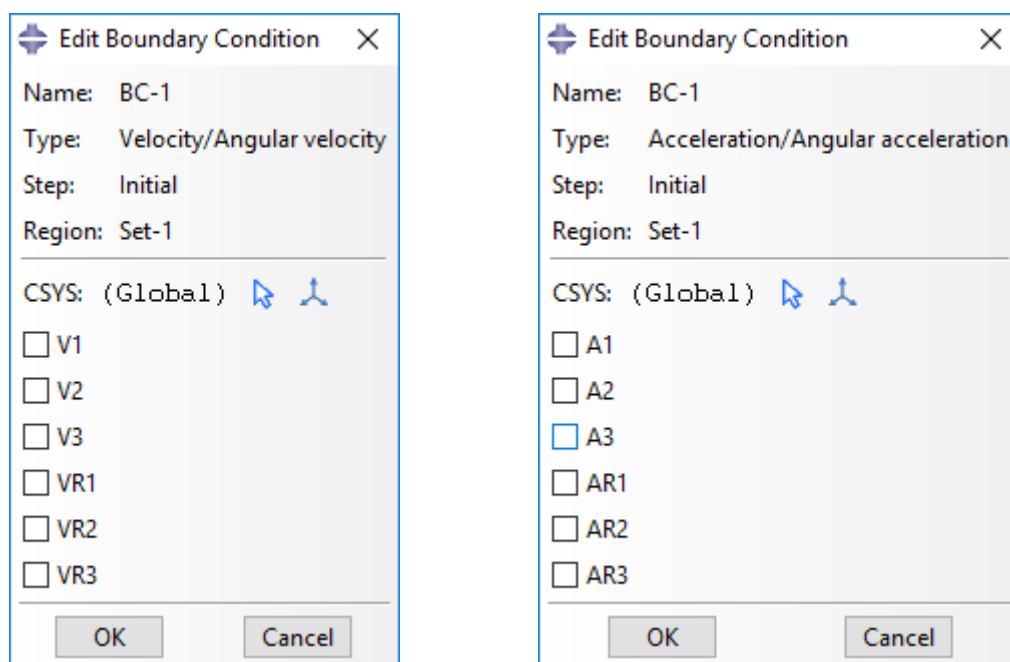 Edit Boundary Condition
Name: BC-1
Type: Velocity/Angular velocity
Step: Initial
Region: Set-1
CSYS: (Global)
V1
V2
V3
VR1
VR2
VR3
OK Cancel
Edit Boundary Condition
Name: BC-1
Type: Acceleration/Angular acceleration
Step: Initial
Region: Set-1
CSYS: (Global)
A1
A2
A3
AR1
AR2
AR3
OK Cancel